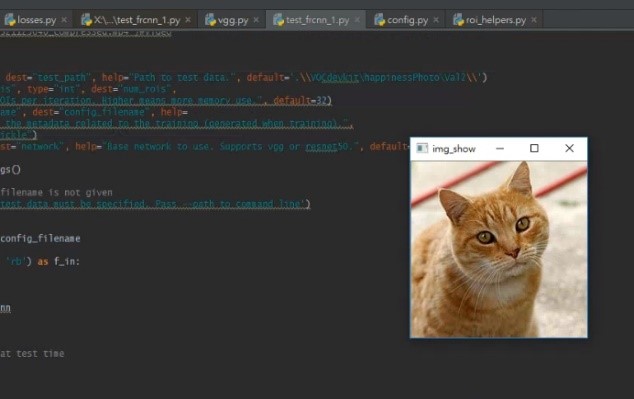 losses.py × X:\...\test_frcnn_1.py × vgg.py × test_frcnn_1.py × config.py × roi_helpers.py ×
dest="test_path", help="Path to test data.", default='.\\VOCdevkit\happinessPhoto\val2\\')
is", type="int", dest="num_rois",
OIs per iteration. Higher means more memory use.", default=32)
ame", dest="config_filename", help=
the metadata related to the training (generated when training).",
ickle")
st="network", help="Base network to use. Supports vgg or resnet50.", defau
img_show
gs()
filename is not given
test data must be specified. Pass --path to command line')
config_filename
'rb') as f_in:
nn
at test time